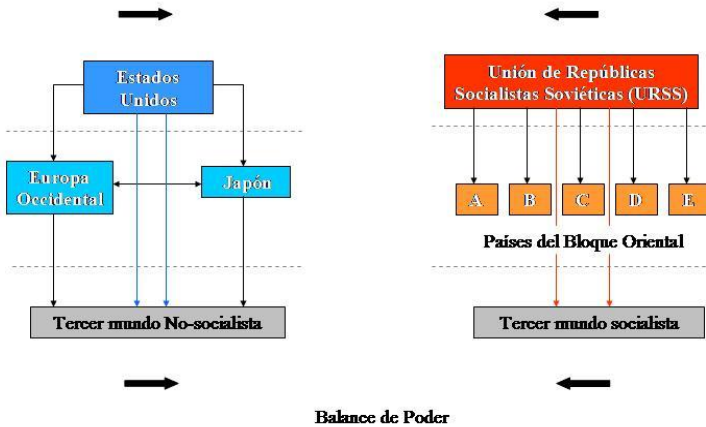 Estados
Unidos
Unión de Repúblicas
Socialistas Soviéticas (URSS)
Europa
Occidental
Japón
A
B
C
D
E
Países del Bloque Oriental
Tercer mundo No-socialista
Tercer mundo socialista
Balance de Poder